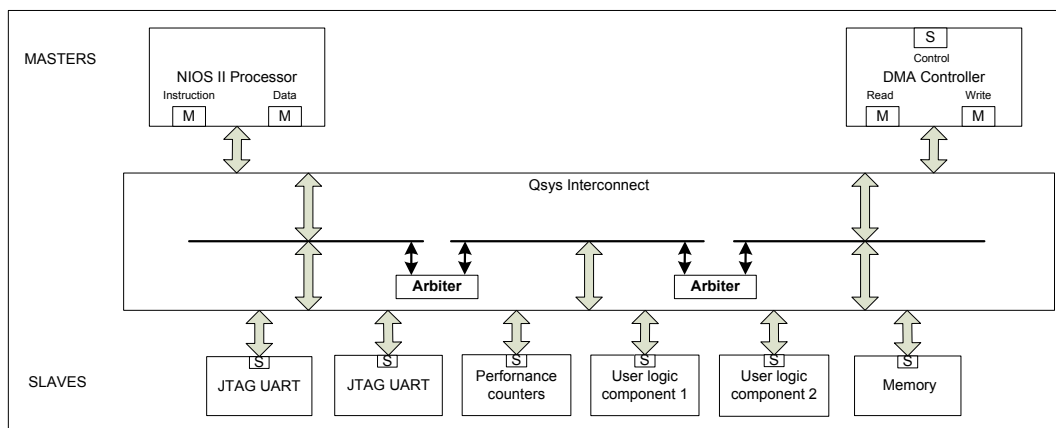 MASTERS
NIOS II Processor
Instruction
Data
M
M
S
Control
DMA Controller
Read
Write
M
M
Qsys Interconnect
Arbiter
Arbiter
SLAVES
S
JTAG UART
S
JTAG UART
S
Perfornance
counters
S
User logic
component 1
S
User logic
component 2
S
Memory